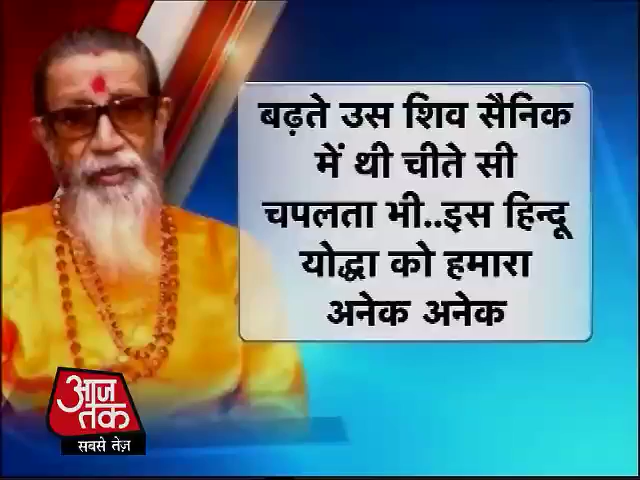 बढ़ते उस शिव सैनिक
में थी चीते सी
चपलता भी..इस हिन्दू
योद्धा को हमारा
अनेक अनेक
आज
तक
सबसे तेज़